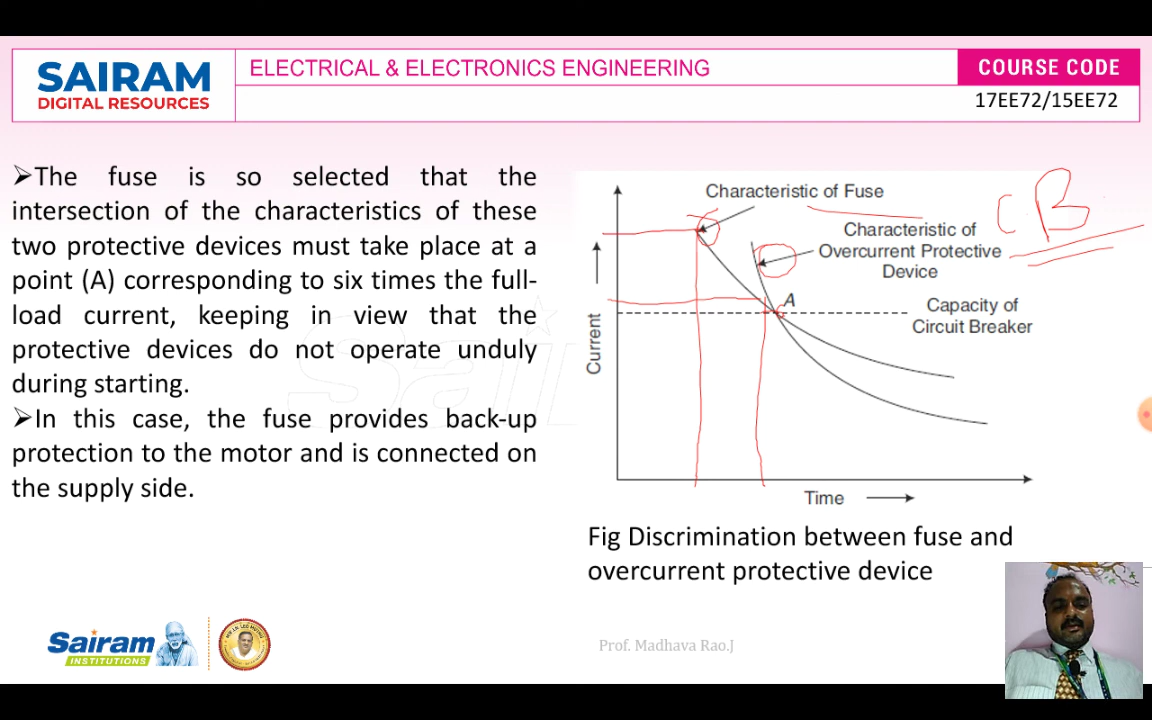 SAIRAM
DIGITAL RESOURCES
ELECTRICAL & ELECTRONICS ENGINEERING
COURSE CODE
17EE72/15EE72
➢The fuse is so selected that the
intersection of the characteristics of these
two protective devices must take place at a
point (A) corresponding to six times the full-
load current, keeping in view that the
protective devices do not operate unduly
during starting.
➢In this case, the fuse provides back-up
protection to the motor and is connected on
the supply side.
Characteristic of Fuse
CB
Characteristic of
Overcurrent Protective
Device
A
Capacity of
Circuit Breaker
Current
Time
Fig Discrimination between fuse and
overcurrent protective device
Sairam
INSTITUTIONS
Prof. Madhava Rao.J